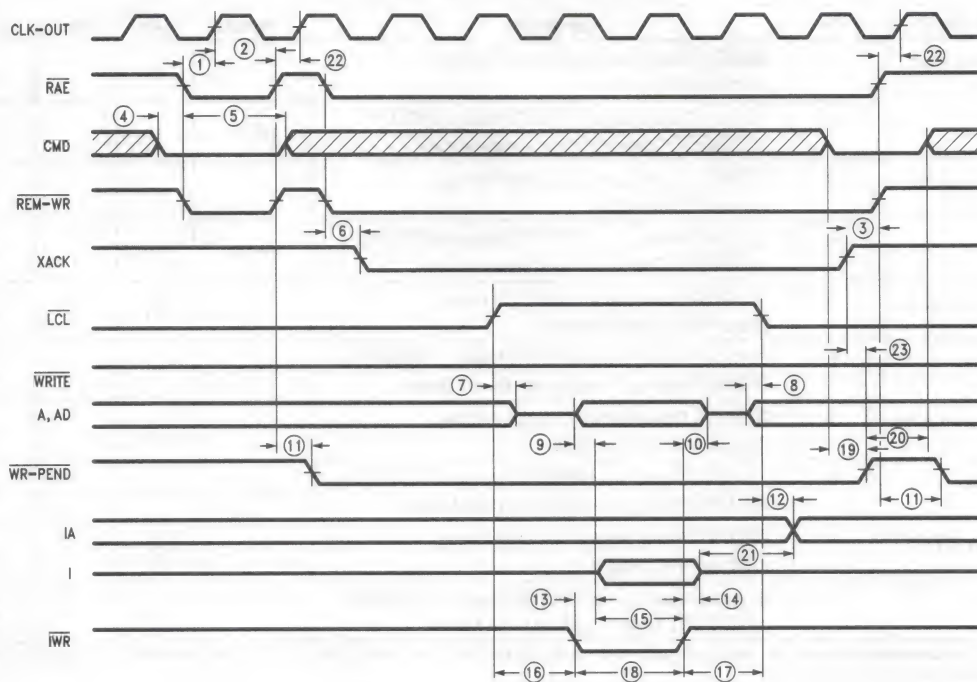 CLK-OUT
② 
① ㉒ ㉒
RAE
④ ⑤
CMD
REM-WR
⑥ ③
XACK
LCL
㉓
WRITE
⑦ ⑧
A, AD
⑨ ⑩ ⑲ ⑳
⑪
WR-PEND
⑫ ⑪
IA
㉑
I
⑬ ⑭
⑮
IWR
⑯ ⑱ ⑰